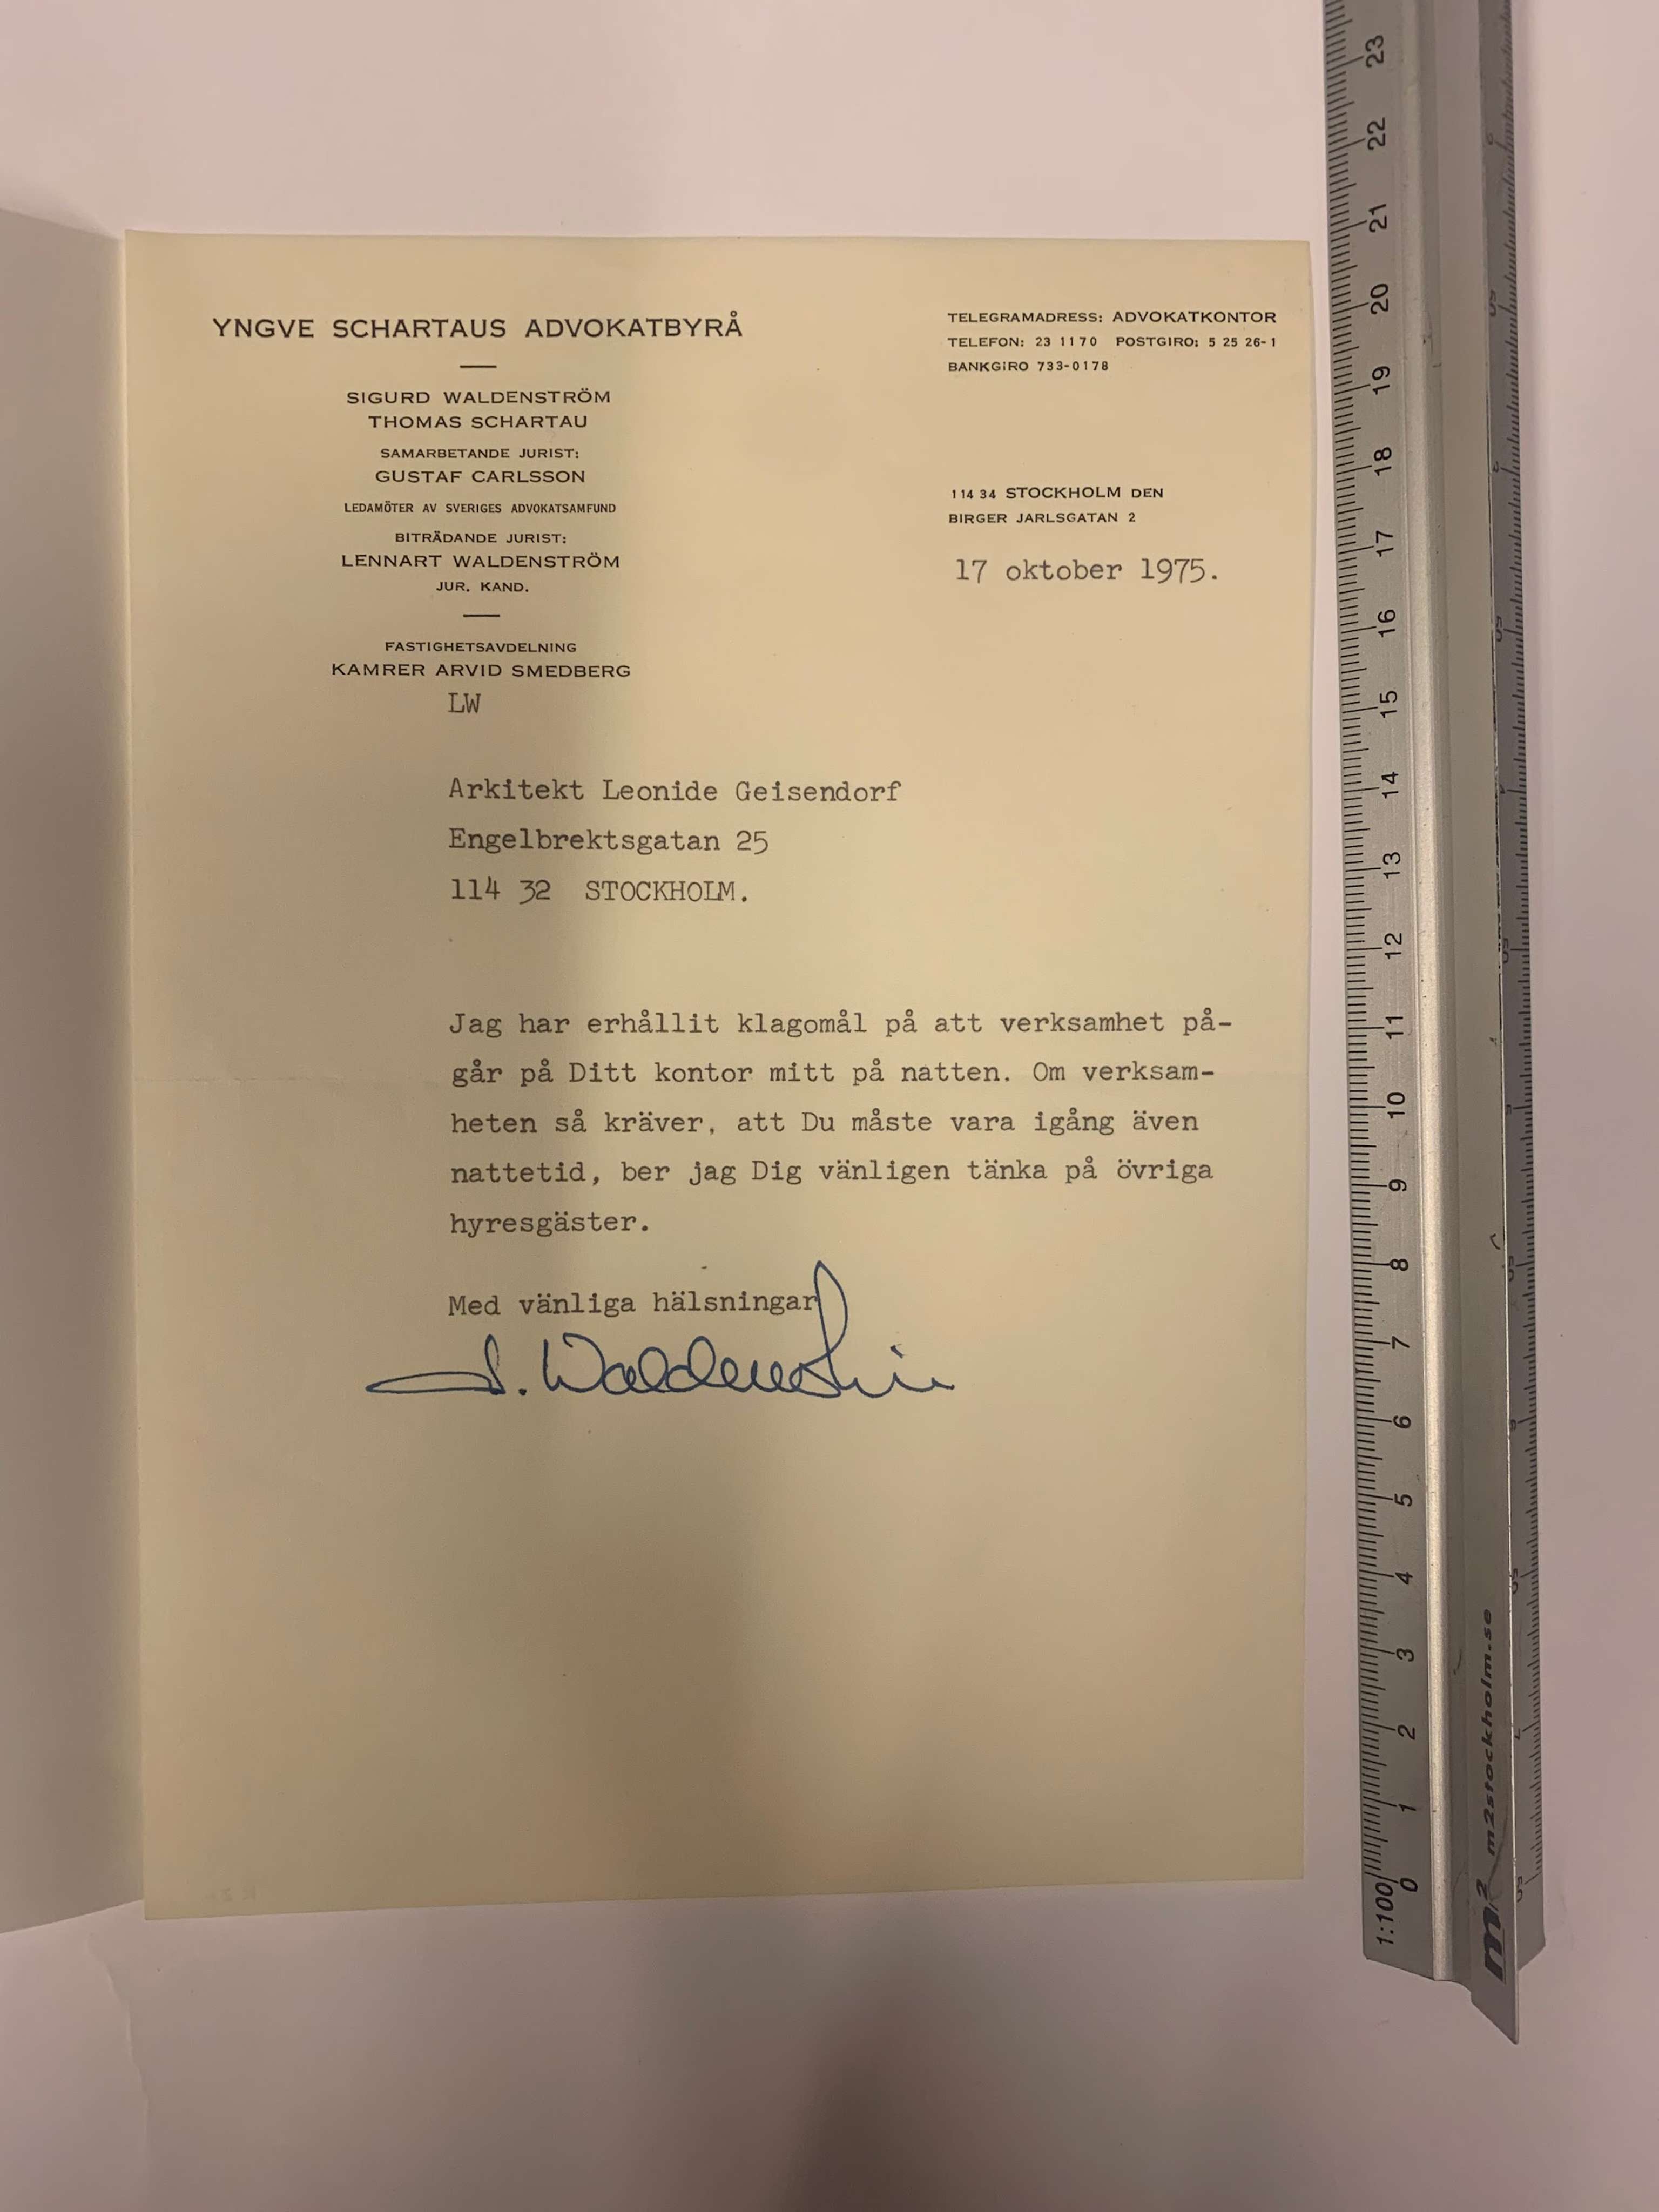 YNGVE SCHARTAUS ADVOKATBYRÅ
SIGURD WALDENSTRÖM
THOMAS SCHARTAU
SAMARBETANDE JURIST:
GUSTAF CARLSSON
LEDAMÖTER AV SVERIGES ADVOKATSAMFUND
BITRÄDANDE JURIST:
LENNART WALDENSTRÖM
JUR. KAND.
FASTIGHETSAVDELNING
KAMRER ARVID SMEDBERG
TELEGRAMADRESS: ADVOKATKONTOR
TELEFON: 23 11 70 POSTGIRO: 5 25 26-1
BANKGIRO 733-0178
114 34 STOCKHOLM DEN
BIRGER JARLSGATAN 2
17 oktober 1975.
LW
Arkitekt Leonide Geisendorf
Engelbrektsgatan 25
114 32 STOCKHOLM.
Jag har erhållit klagomål på att verksamhet på-
går på Ditt kontor mitt på natten. Om verksam-
heten så kräver, att Du måste vara igång även
nattetid, ber jag Dig vänligen tänka på övriga
hyresgäster.
Med vänliga hälsningar
S. Waldenström
23
22
21
20
19
18
17
16
15
14
13
12
11
10
9
8
7
6
5
4
3
2
1
0
1:100
m2 m2stockholm.se